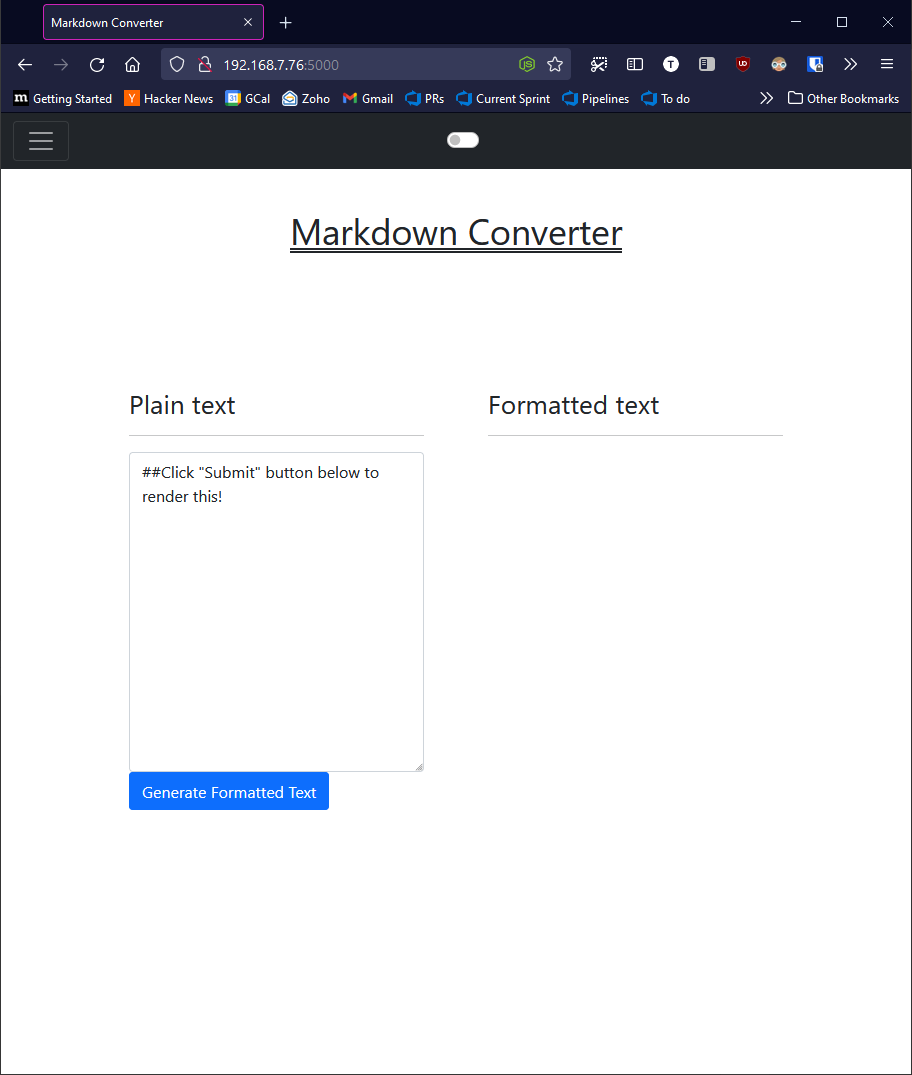 Markdown Converter
192.168.7.76:5000
Getting Started Hacker News GCal Zoho Gmail PRs Current Sprint Pipelines To do Other Bookmarks
Markdown Converter
Plain text
Formatted text
##Click "Submit" button below to
render this!
Generate Formatted Text